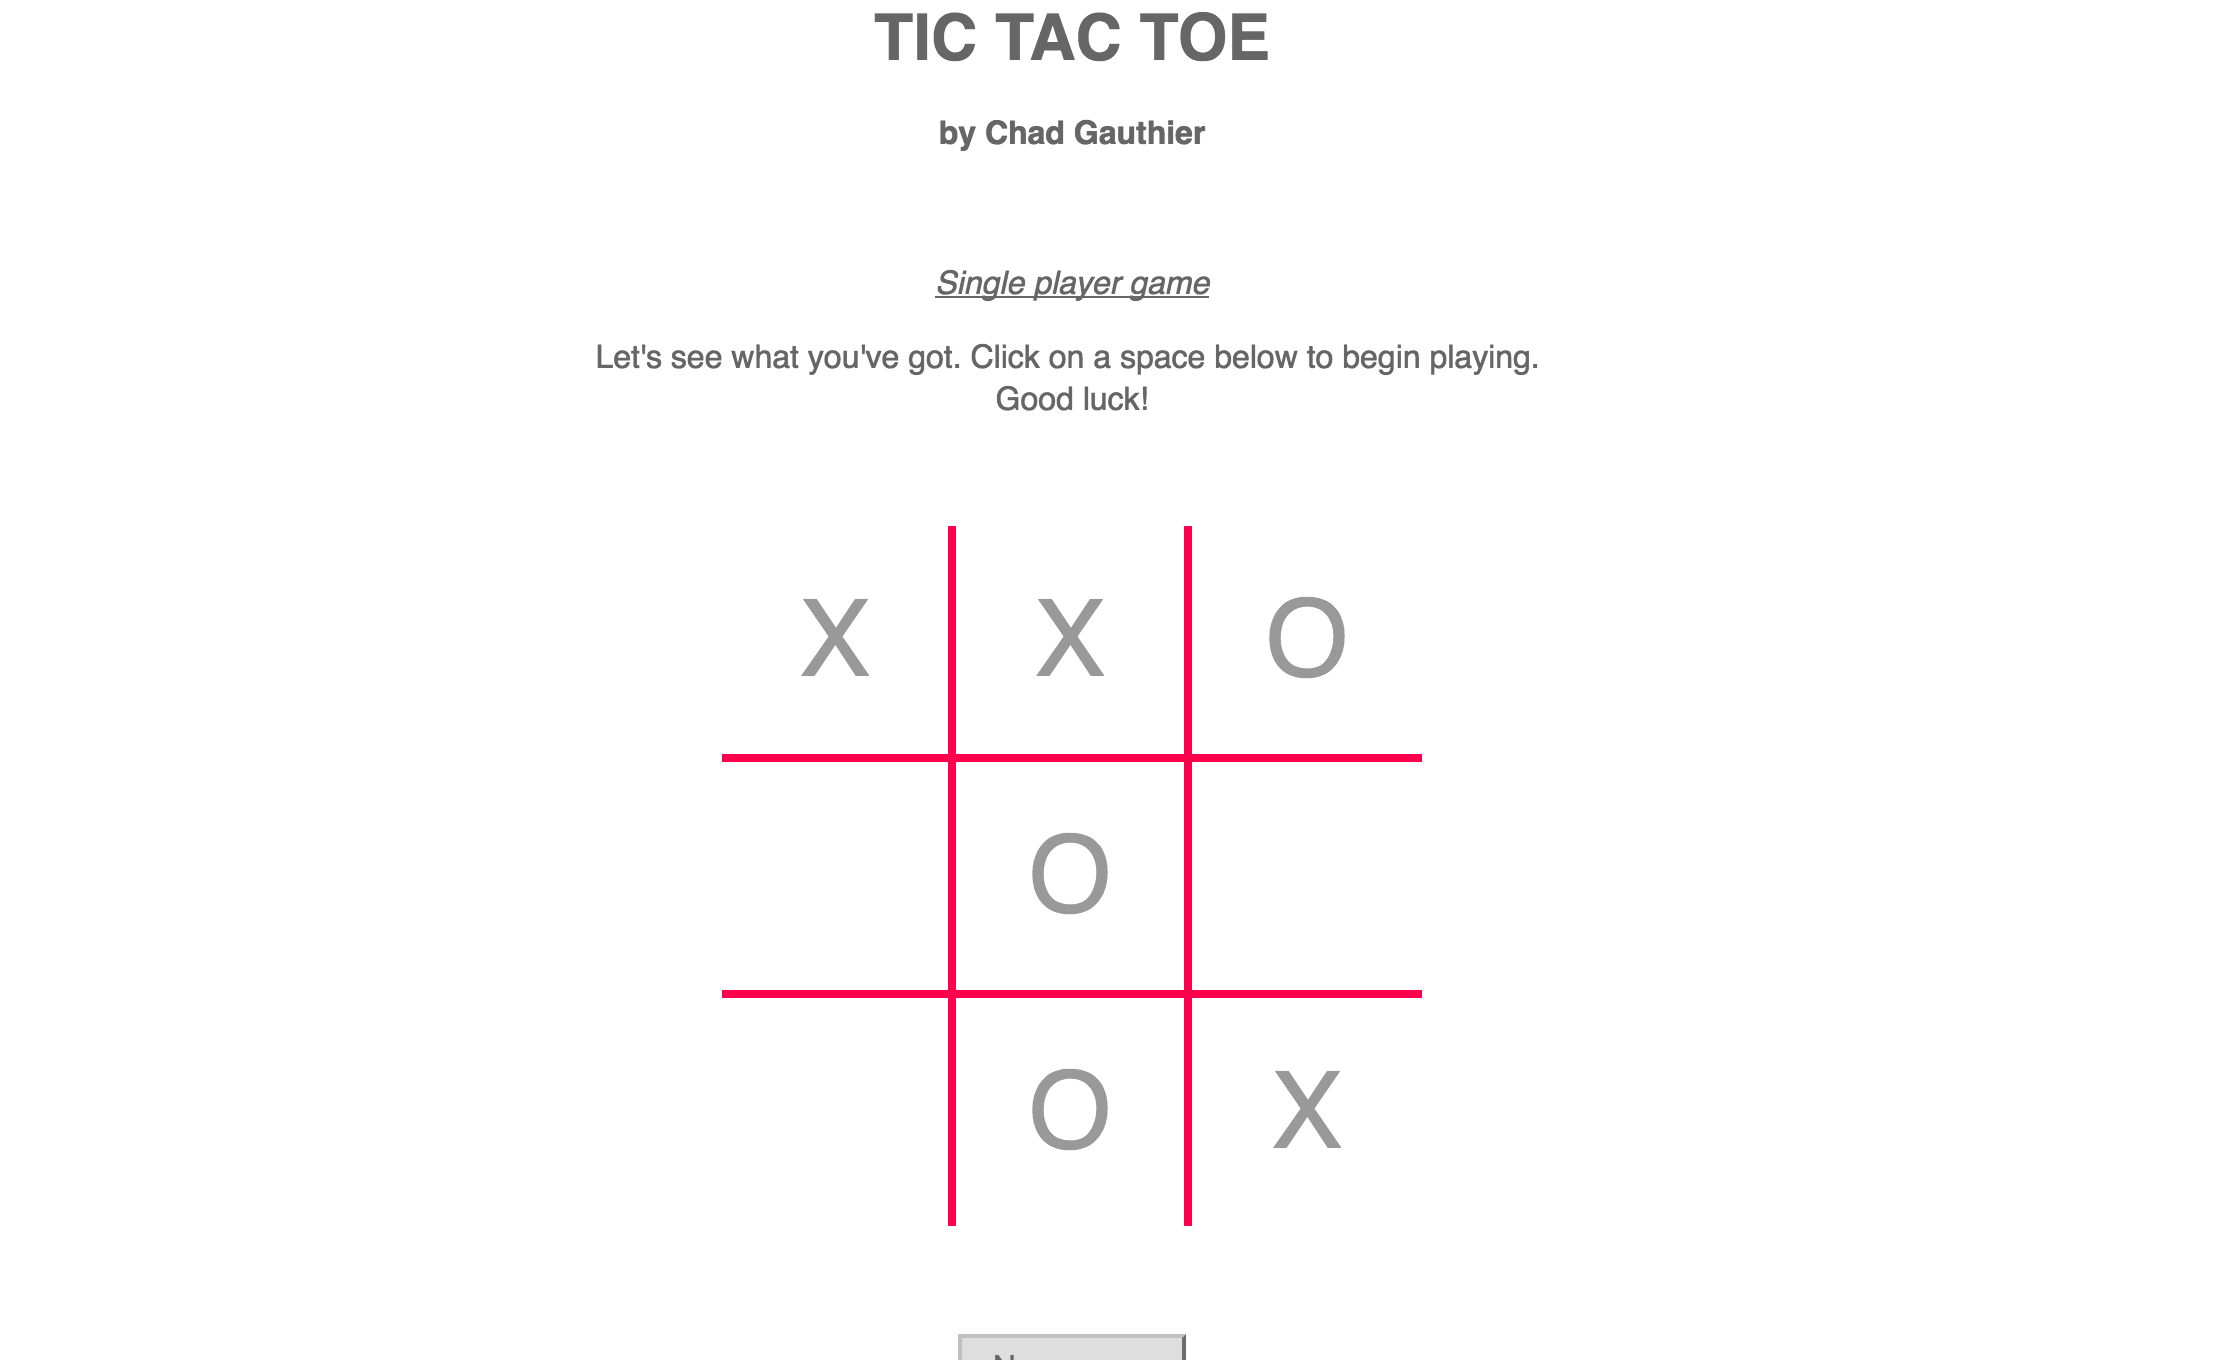 TIC TAC TOE
by Chad Gauthier
Single player game
Let's see what you've got. Click on a space below to begin playing.
Good luck!
X X O
O
O X